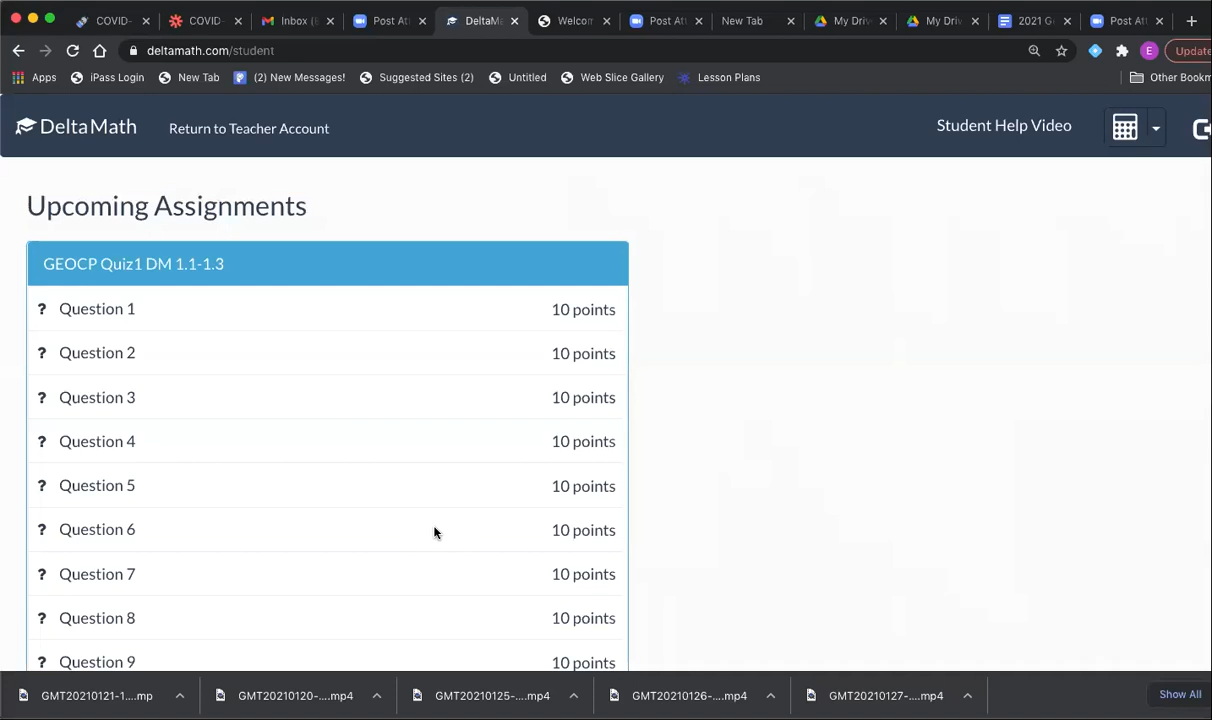 COVID- COVID- Inbox (6 Post Att DeltaMa Welcom Post Att New Tab My Driv My Driv 2021 G Post Att
deltamath.com/student E Update
Apps iPass Login New Tab (2) New Messages! Suggested Sites (2) Untitled Web Slice Gallery Lesson Plans Other Bookm
DeltaMath Return to Teacher Account Student Help Video
Upcoming Assignments
GEOCP Quiz1 DM 1.1-1.3
? Question 1 10 points
? Question 2 10 points
? Question 3 10 points
? Question 4 10 points
? Question 5 10 points
? Question 6 10 points
? Question 7 10 points
? Question 8 10 points
? Question 9 10 points
GMT20210121-1....mp GMT20210120-....mp4 GMT20210125-....mp4 GMT20210126-....mp4 GMT20210127-....mp4 Show All